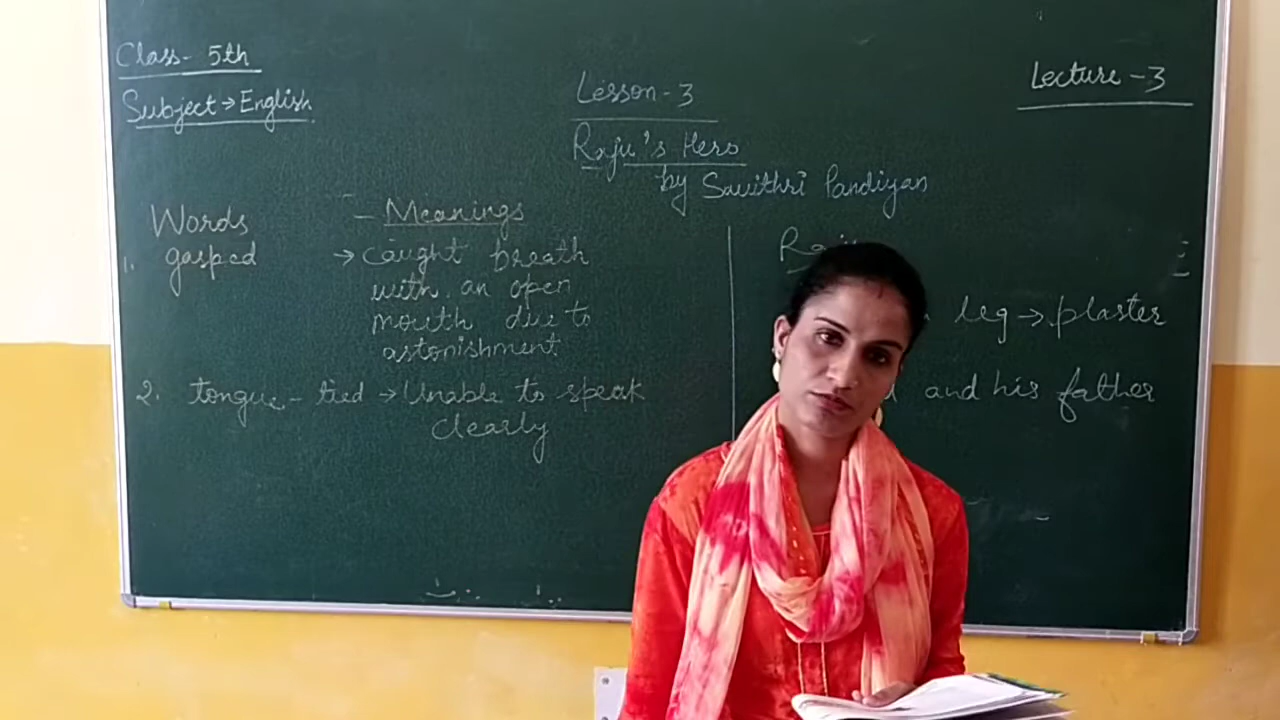 Class- 5th
Subject → English
Lecture -3
Lesson - 3
Raju's Hero
by Savithri Pandiyan
Words - Meanings
1. gasped → caught breath
with an open
mouth due to
astonishment
2. tongue - tied → Unable to speak
clearly
Raju
leg → plaster
and his father